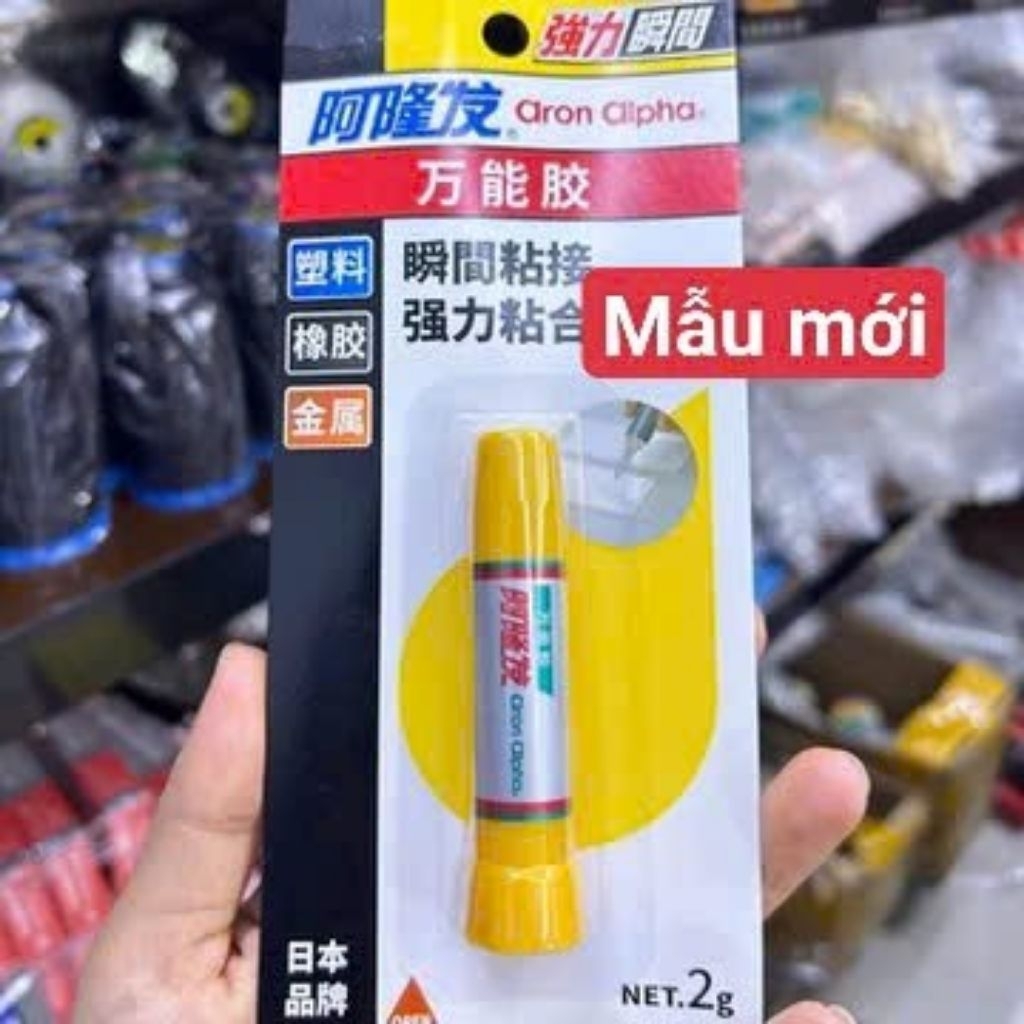 強力 瞬間
阿隆发® aron alpha®
万能胶
塑料
橡胶
金属
瞬間粘接
强力粘合
Mẫu mới
阿隆发
aron alpha
日本
品牌
OPEN
NET.2g